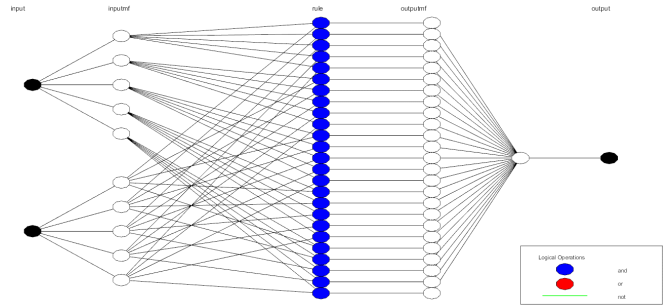 input inputmf rule outputmf output
Logical Operations
and
or
not